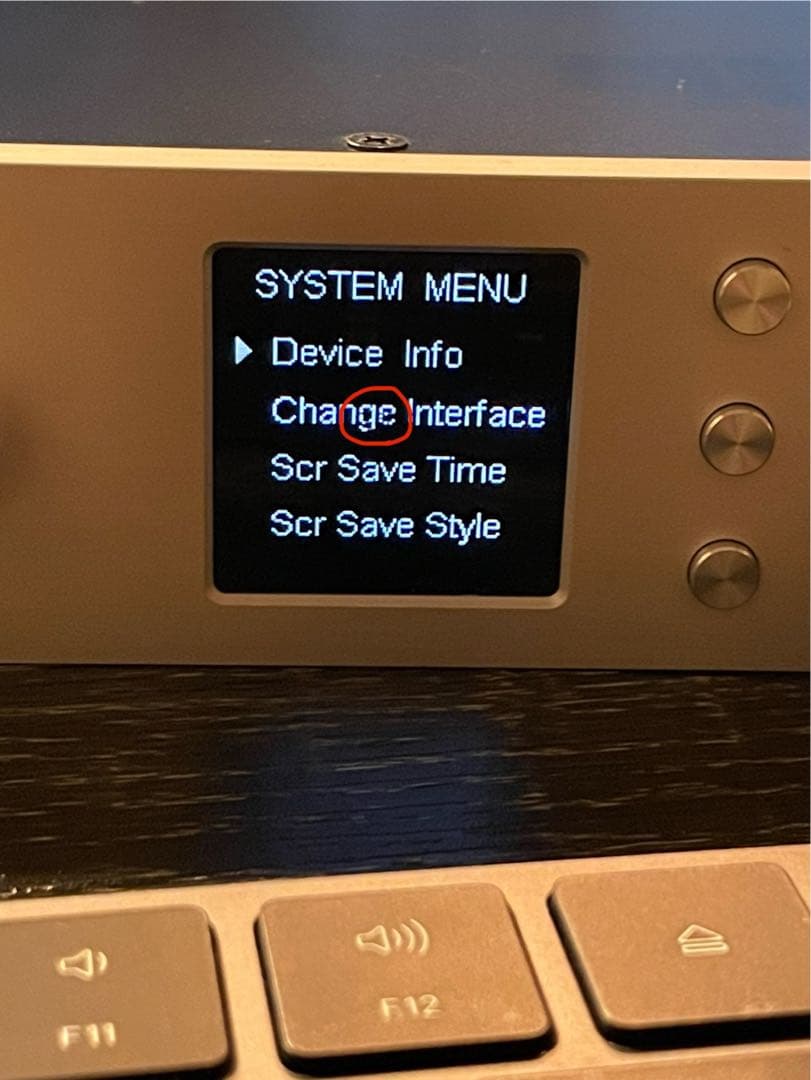 SYSTEM MENU
Device Info
Change Interface
Scr Save Time
Scr Save Style
F11
F12